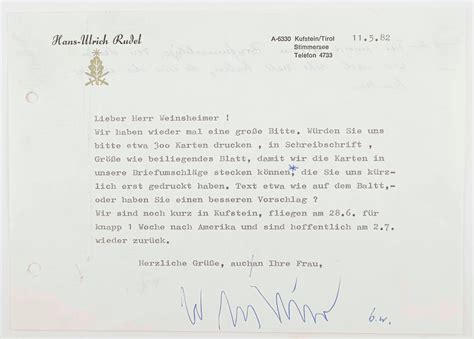 Hans-Ulrich Rudel
A-6330 Kufstein/Tirol
Stimmersee
Telefon 4733
11.5.82
Lieber Herr Weinsheimer !
Wir haben wieder mal eine große Bitte. Würden Sie uns
bitte etwa 300 Karten drucken , in Schreibschrift ,
Größe wie beiliegendes Blatt, damit wir die Karten in
unsere Briefumschläge stecken können, die Sie uns kürz-
lich erst gedruckt haben. Text etwa wie auf dem Baltt,-
oder haben Sie einen besseren Vorschlag ?
Wir sind noch kurz in Kufstein, fliegen am 28.6. für
knapp 1 Woche nach Amerika und sind hoffentlich am 2.7.
wieder zurück.
Herzliche Grüße, auch an Ihre Frau,
b.w.